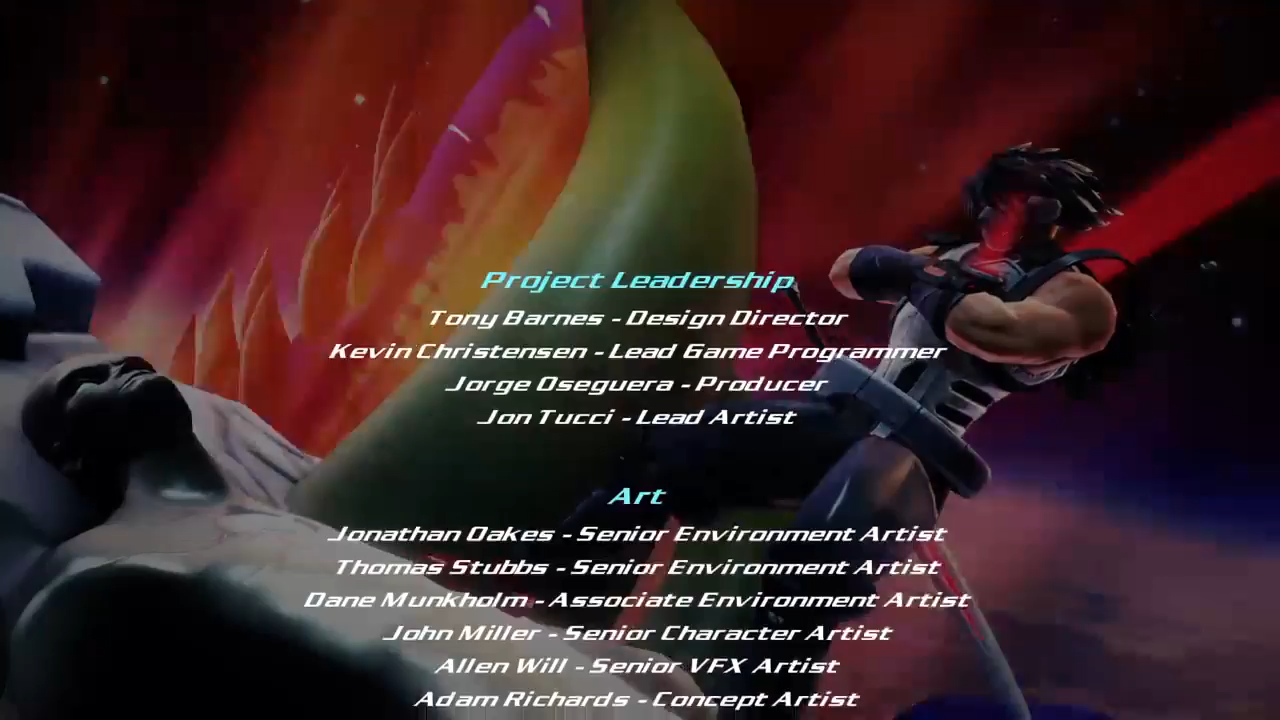 Project Leadership
Tony Barnes - Design Director
Kevin Christensen - Lead Game Programmer
Jorge Oseguera - Producer
Jon Tucci - Lead Artist
Art
Jonathan Oakes - Senior Environment Artist
Thomas Stubbs - Senior Environment Artist
Dane Munkholm - Associate Environment Artist
John Miller - Senior Character Artist
Allen Will - Senior VFX Artist
Adam Richards - Concept Artist